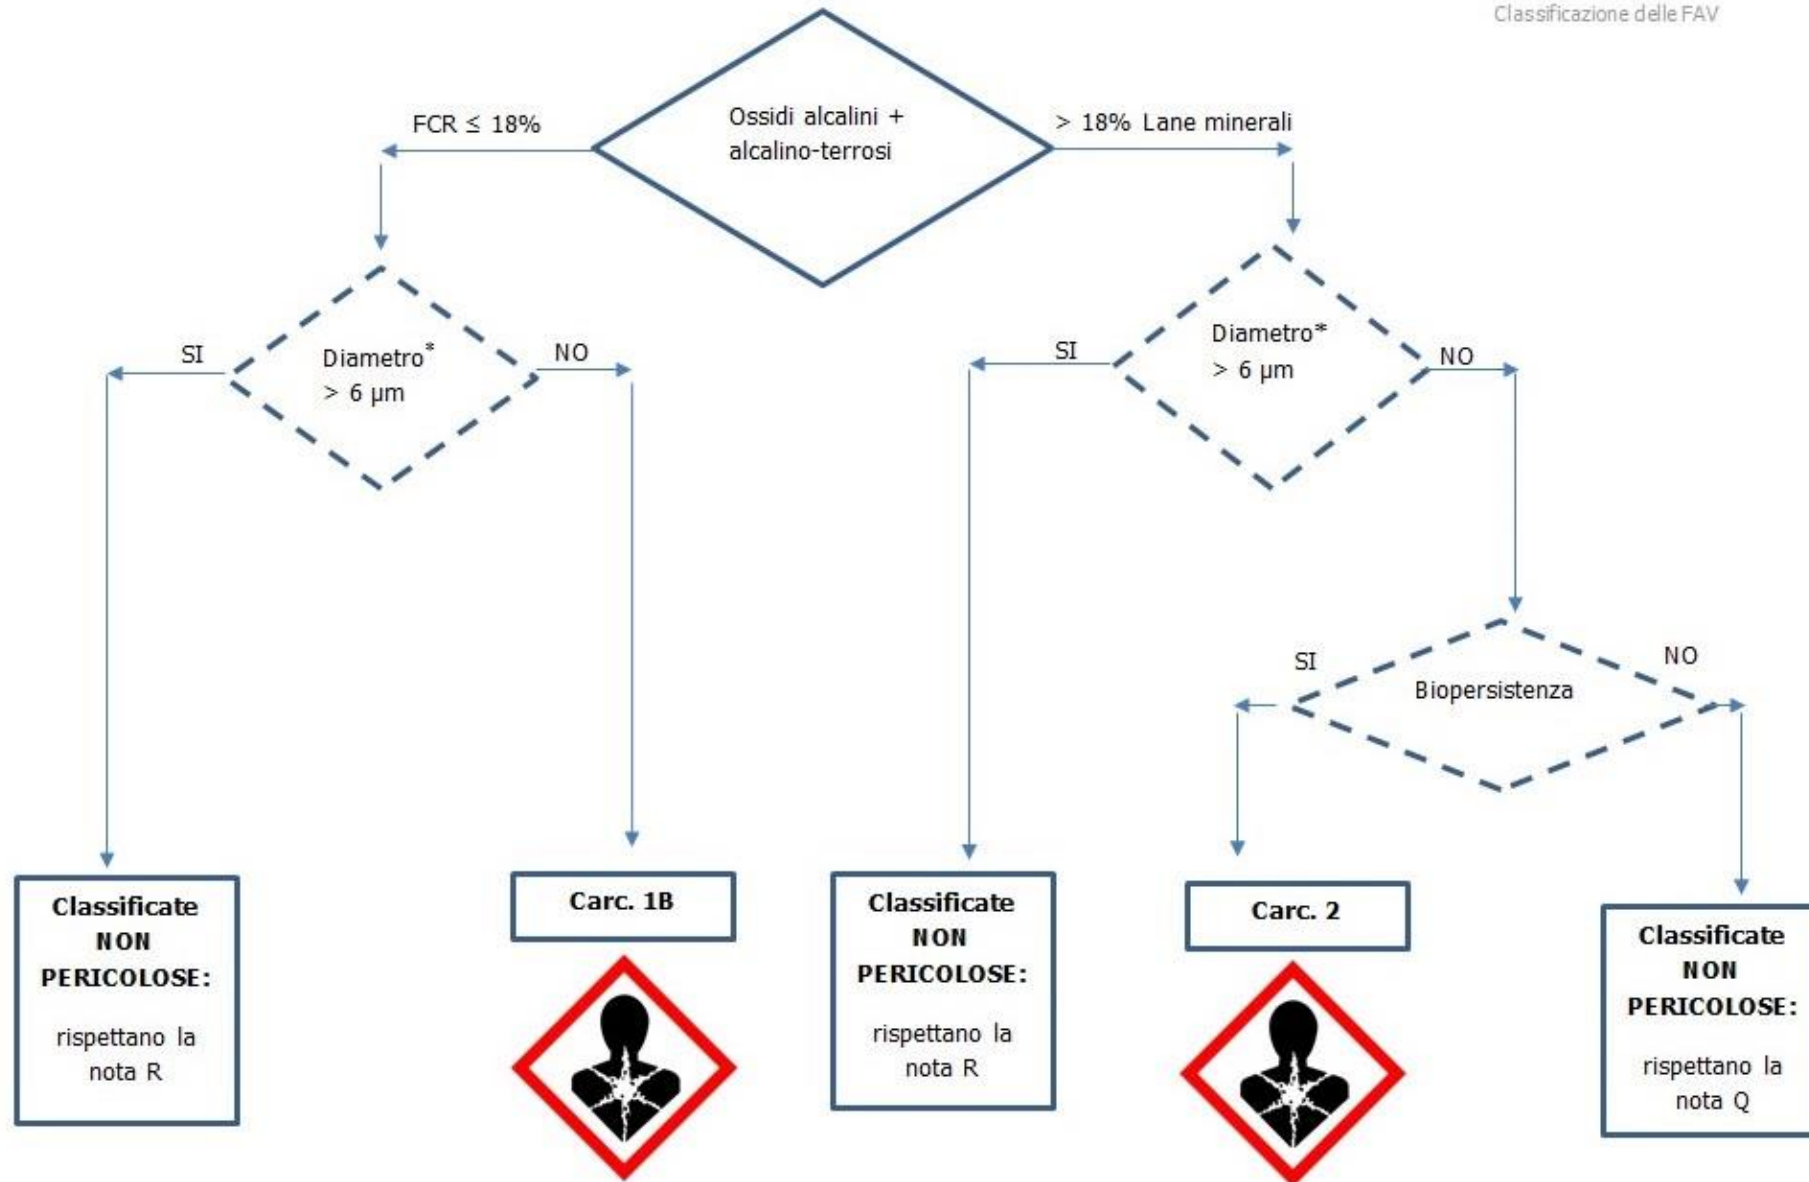 Classificazione delle FAV
Ossidi alcalini +
alcalino-terrosi
FCR ≤ 18%
> 18% Lane minerali
Diametro*
> 6 µm
SI
NO
Diametro*
> 6 µm
SI
NO
Biopersistenza
SI
NO
Classificate
NON
PERICOLOSE:
rispettano la
nota R
Carc. 1B
Classificate
NON
PERICOLOSE:
rispettano la
nota R
Carc. 2
Classificate
NON
PERICOLOSE:
rispettano la
nota Q